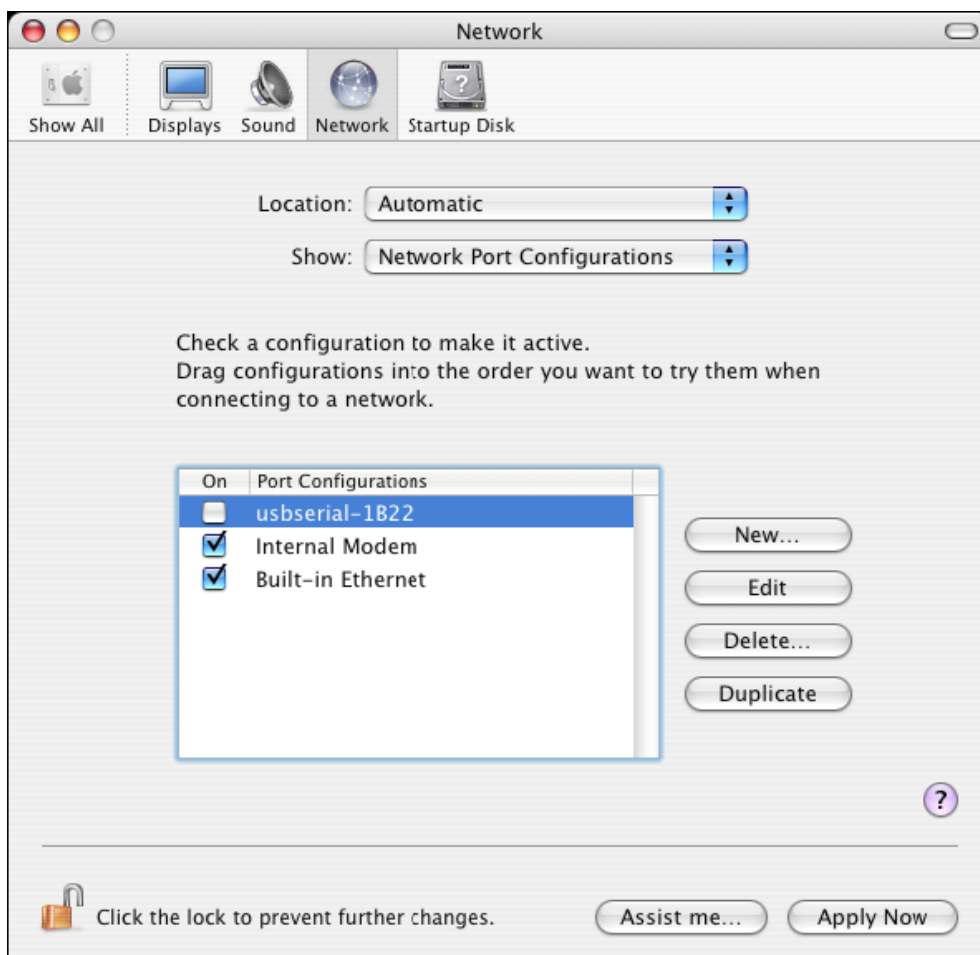 Network
Show All Displays Sound Network Startup Disk
Location: Automatic
Show: Network Port Configurations
Check a configuration to make it active.
Drag configurations into the order you want to try them when
connecting to a network.
On Port Configurations
usbserial-1B22
Internal Modem
Built-in Ethernet
New...
Edit
Delete...
Duplicate
?
Click the lock to prevent further changes.
Assist me...
Apply Now